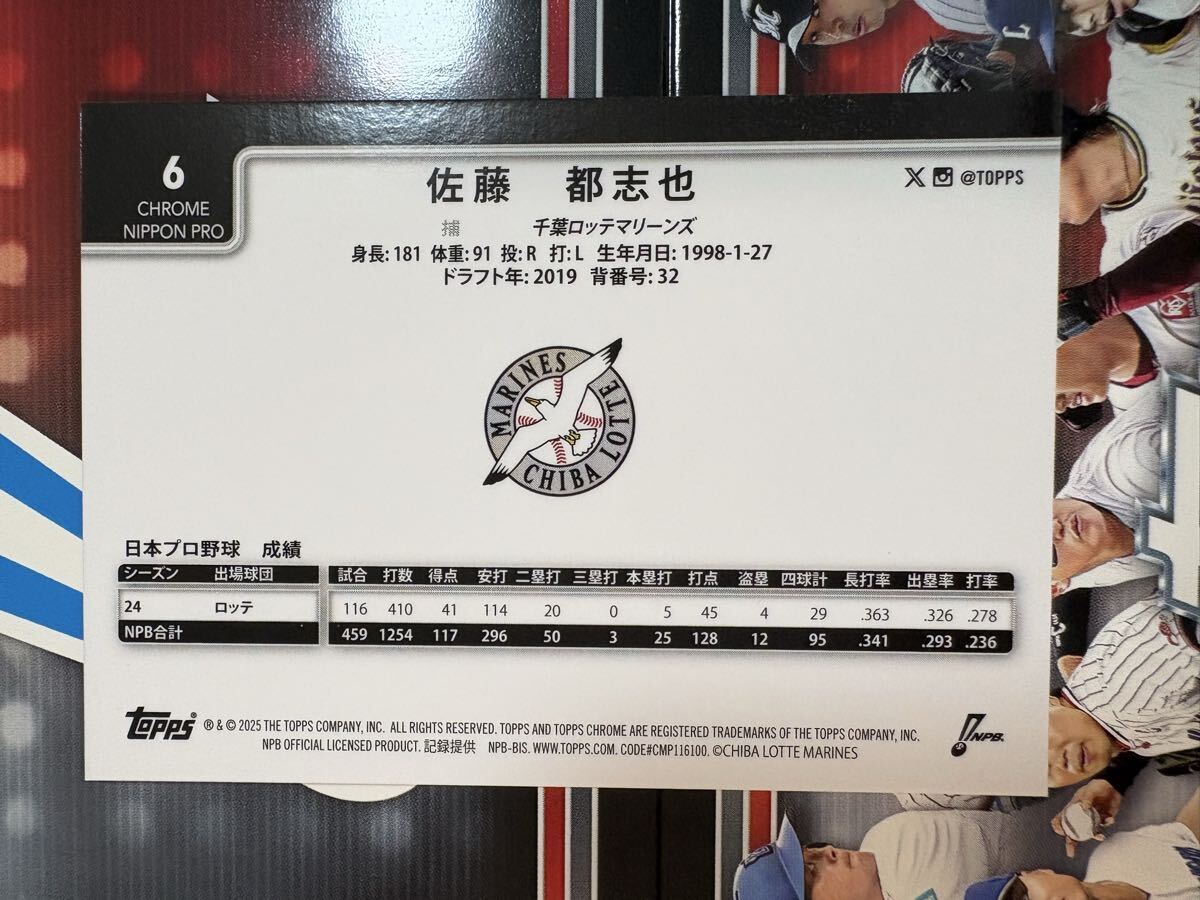 6
CHROME
NIPPON PRO
佐藤 都志也
@TOPPS
捕 千葉ロッテマリーンズ
身長: 181 体重: 91 投: R 打: L 生年月日: 1998-1-27
ドラフト年: 2019 背番号: 32
MARINES
CHIBA LOTTE
日本プロ野球 成績
シーズン 出場球団 試合 打数 得点 安打 二塁打 三塁打 本塁打 打点 盗塁 四球計 長打率 出塁率 打率
24 ロッテ 116 410 41 114 20 0 5 45 4 29 .363 .326 .278
NPB合計 459 1254 117 296 50 3 25 128 12 95 .341 .293 .236
topps ® & © 2025 THE TOPPS COMPANY, INC. ALL RIGHTS RESERVED. TOPPS AND TOPPS CHROME ARE REGISTERED TRADEMARKS OF THE TOPPS COMPANY, INC.
NPB OFFICIAL LICENSED PRODUCT. 記録提供 NPB-BIS. WWW.TOPPS.COM. CODE#CMP116100. ©CHIBA LOTTE MARINES
NPB